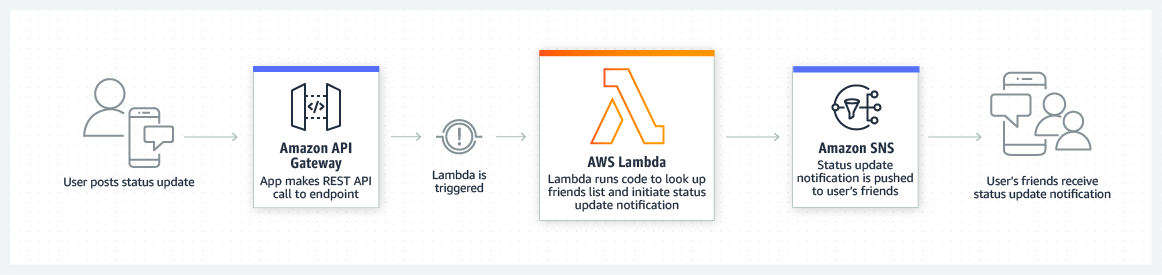 User posts status update
Amazon API
Gateway
App makes REST API
call to endpoint
Lambda is
triggered
AWS Lambda
Lambda runs code to look up
friends list and initiate status
update notification
Amazon SNS
Status update
notification is pushed
to user's friends
User's friends receive
status update notification